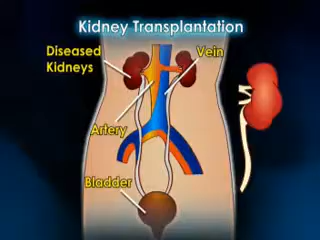 Kidney Transplantation
Diseased
Kidneys
Vein
Artery
Bladder